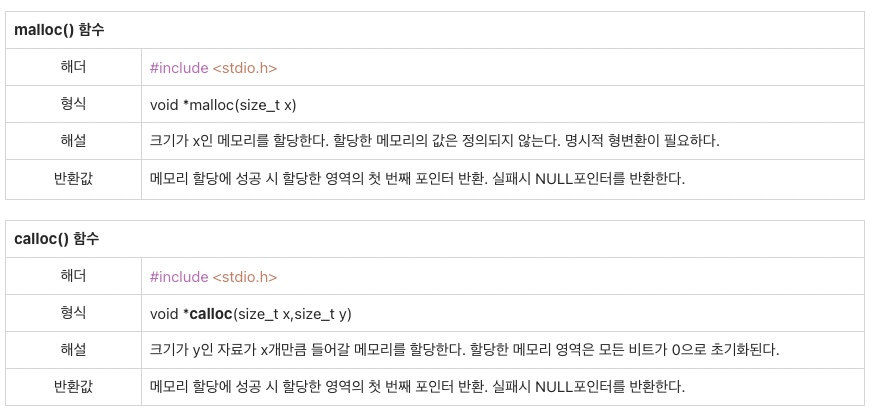 malloc() 함수
해더 #include <stdio.h>
형식 void *malloc(size_t x)
해설 크기가 x인 메모리를 할당한다. 할당한 메모리의 값은 정의되지 않는다. 명시적 형변환이 필요하다.
반환값 메모리 할당에 성공 시 할당한 영역의 첫 번째 포인터 반환. 실패시 NULL포인터를 반환한다.
calloc() 함수
해더 #include <stdio.h>
형식 void *calloc(size_t x,size_t y)
해설 크기가 y인 자료가 x개만큼 들어갈 메모리를 할당한다. 할당한 메모리 영역은 모든 비트가 0으로 초기화된다.
반환값 메모리 할당에 성공 시 할당한 영역의 첫 번째 포인터 반환. 실패시 NULL포인터를 반환한다.